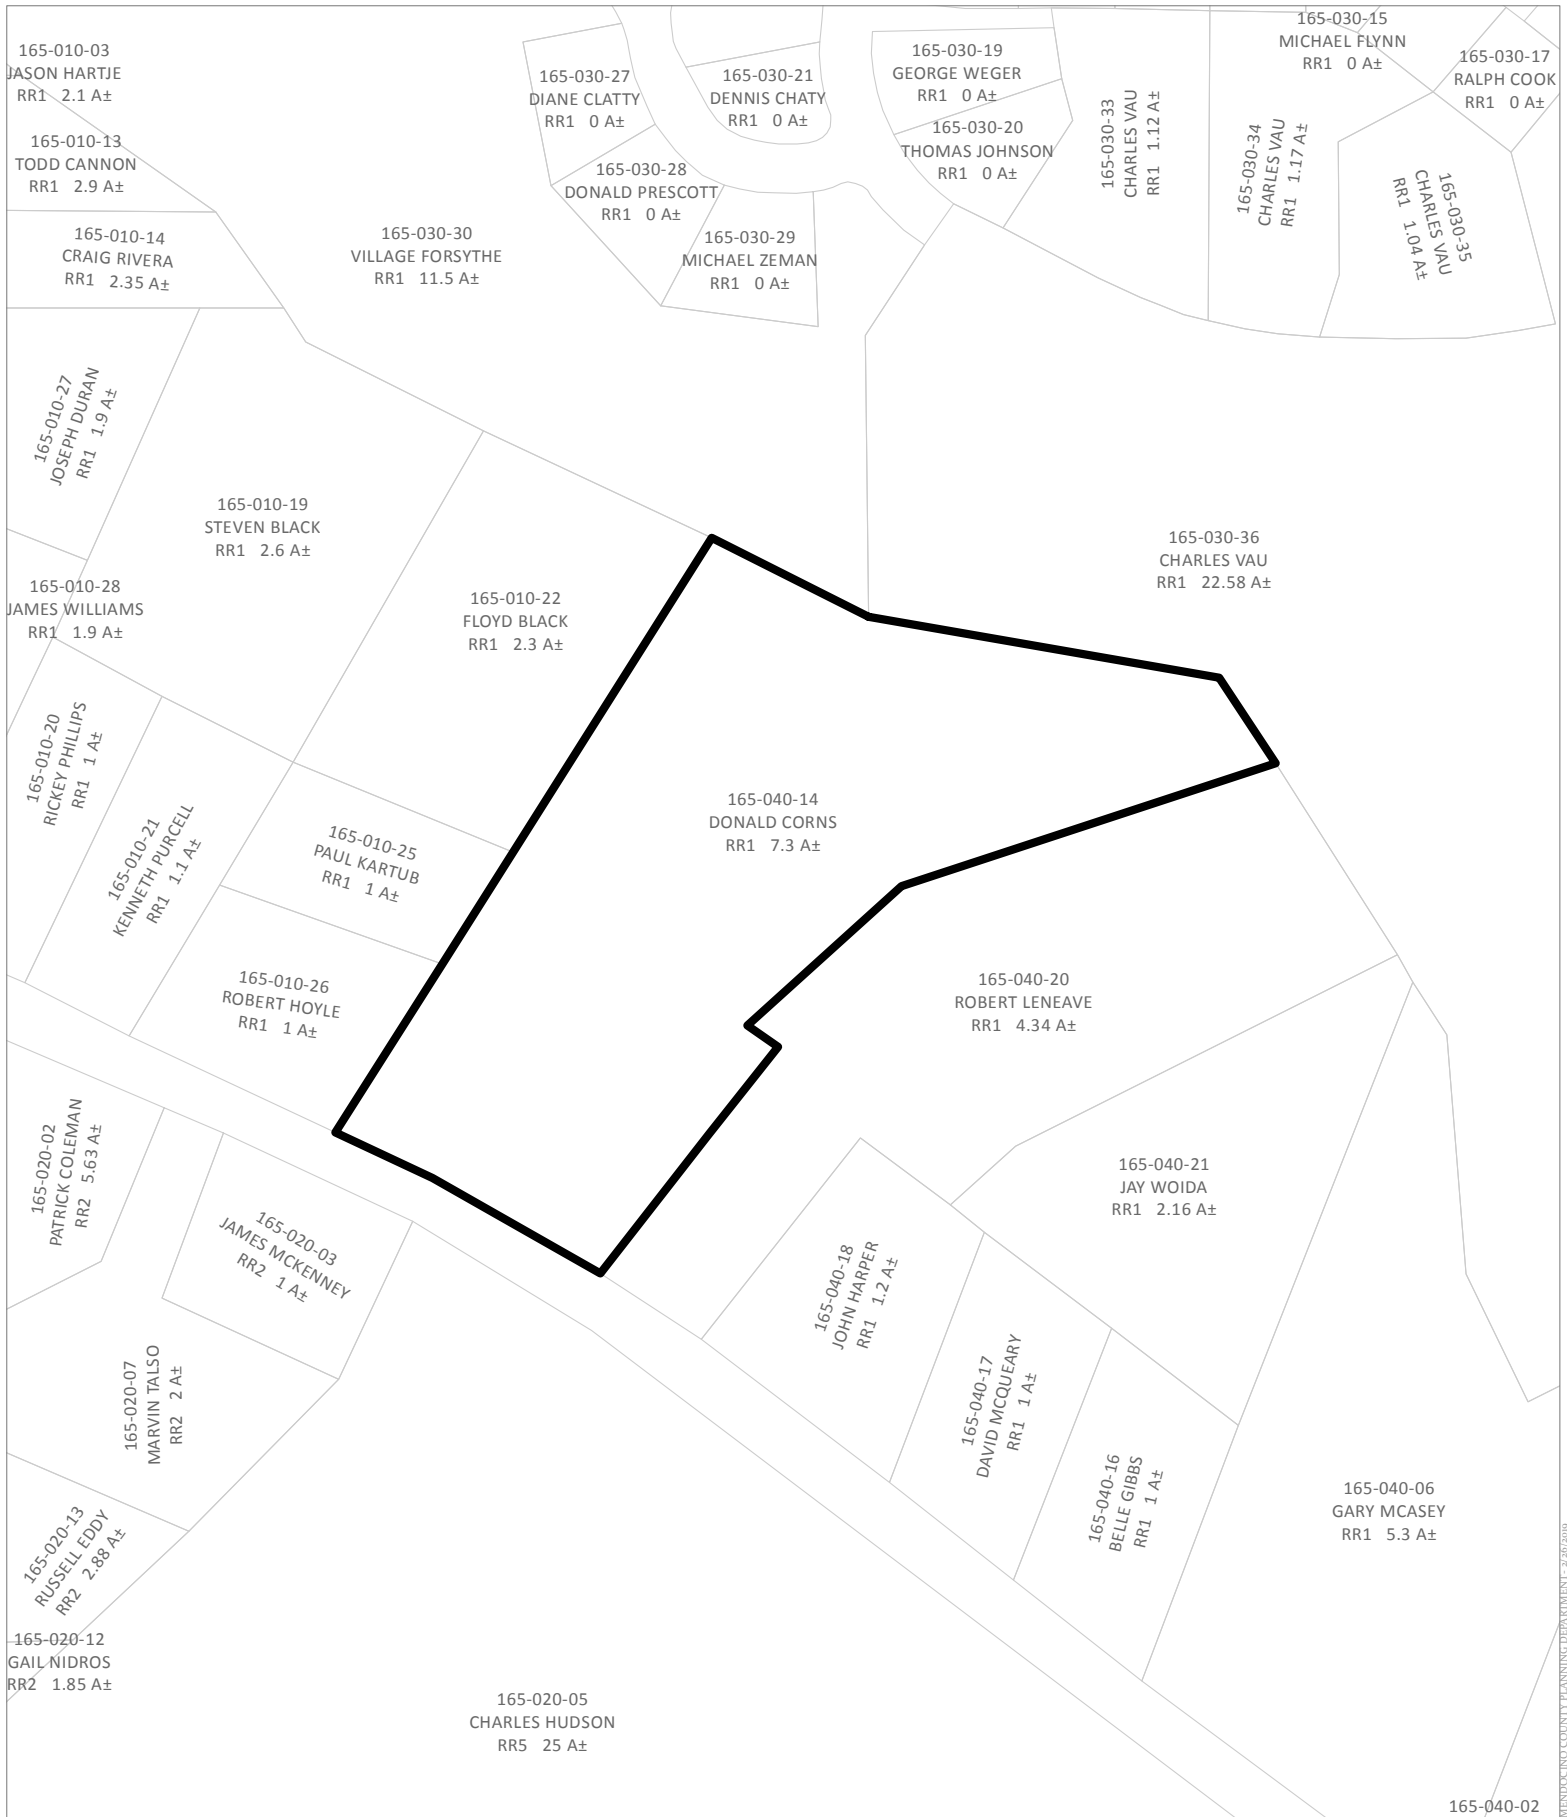 165-010-03
JASON HARTJE
RR1 2.1 A±
165-010-13
TODD CANNON
RR1 2.9 A±
165-010-14
CRAIG RIVERA
RR1 2.35 A±
165-030-30
VILLAGE FORSYTHE
RR1 11.5 A±
165-030-27
DIANE CLATTY
RR1 0 A±
165-030-28
DONALD PRESCOTT
RR1 0 A±
165-030-29
MICHAEL ZEMAN
RR1 0 A±
165-030-21
DENNIS CHATY
RR1 0 A±
165-030-19
GEORGE WEGER
RR1 0 A±
165-030-20
THOMAS JOHNSON
RR1 0 A±
165-030-33
CHARLES VAU
RR1 1.12 A±
165-030-34
CHARLES VAU
RR1 1.17 A±
165-030-15
MICHAEL FLYNN
RR1 0 A±
165-030-17
RALPH COOK
RR1 0 A±
165-030-35
CHARLES VAU
RR1 1.04 A±
165-010-27
JOSEPH DURAN
RR1 1.9 A±
165-010-19
STEVEN BLACK
RR1 2.6 A±
165-010-28
JAMES WILLIAMS
RR1 1.9 A±
165-010-22
FLOYD BLACK
RR1 2.3 A±
165-030-36
CHARLES VAU
RR1 22.58 A±
165-010-20
RICKEY PHILLIPS
RR1 1 A±
165-010-21
KENNETH PURCELL
RR1 1.1 A±
165-010-25
PAUL KARTUB
RR1 1 A±
165-040-14
DONALD CORNS
RR1 7.3 A±
165-010-26
ROBERT HOYLE
RR1 1 A±
165-040-20
ROBERT LENEAVE
RR1 4.34 A±
165-020-02
PATRICK COLEMAN
RR2 5.63 A±
165-020-03
JAMES MCKENNEY
RR2 1 A±
165-040-21
JAY WOIDA
RR1 2.16 A±
165-040-18
JOHN HARPER
RR1 1.2 A±
165-020-07
MARVIN TALSO
RR2 2 A±
165-040-17
DAVID MCQUEARY
RR1 1 A±
165-040-16
BELLE GIBBS
RR1 1 A±
165-040-06
GARY MCASEY
RR1 5.3 A±
165-020-13
RUSSELL EDDY
RR2 2.88 A±
165-020-12
GAIL NIDROS
RR2 1.85 A±
165-020-05
CHARLES HUDSON
RR5 25 A±
165-040-02
MENDOCINO COUNTY PLANNING DEPARTMENT - 2/26/2019